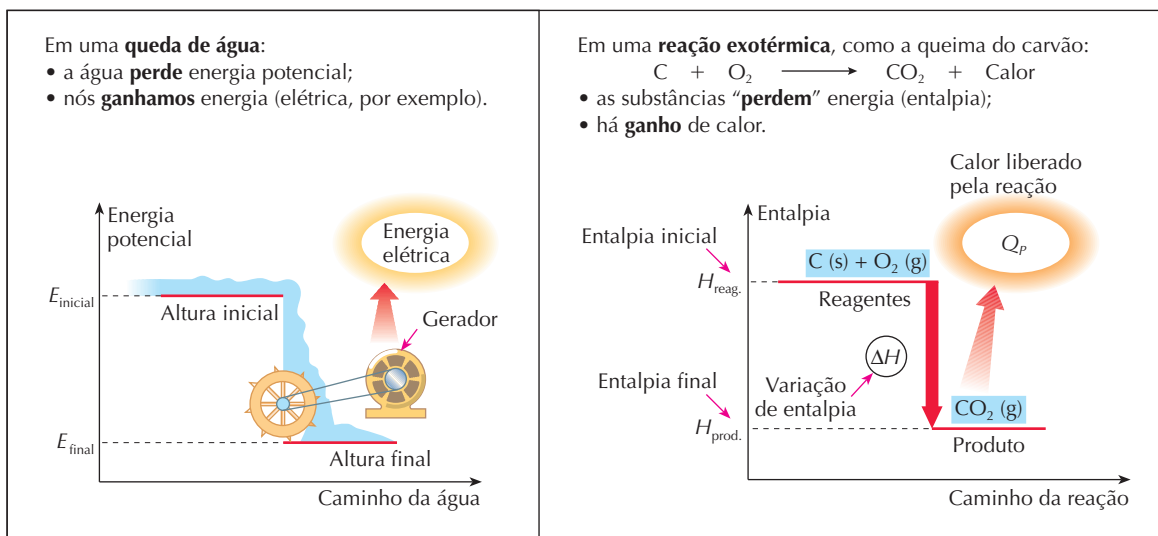 Em uma queda de água:
• a água perde energia potencial;
• nós ganhamos energia (elétrica, por exemplo).
Energia
potencial
Energia
elétrica
E inicial
Altura inicial
Gerador
E final
Altura final
Caminho da água
Em uma reação exotérmica, como a queima do carvão:
C + O₂ ⟶ CO₂ + Calor
• as substâncias “perdem” energia (entalpia);
• há ganho de calor.
Calor liberado
pela reação
Entalpia
Q_P
Entalpia inicial
C (s) + O₂ (g)
H reag.
Reagentes
ΔH
Entalpia final
Variação
de entalpia
CO₂ (g)
H prod.
Produto
Caminho da reação